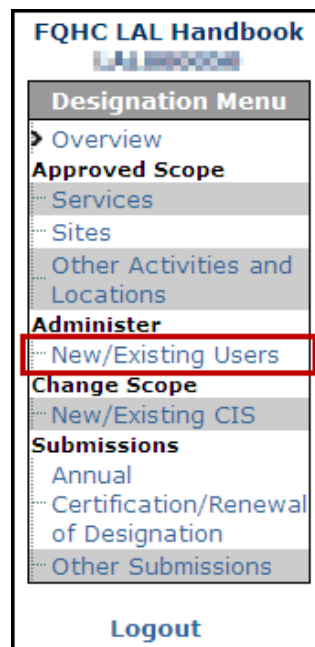 FQHC LAL Handbook
Designation Menu
Overview
Approved Scope
Services
Sites
Other Activities and
Locations
Administer
New/Existing Users
Change Scope
New/Existing CIS
Submissions
Annual
Certification/Renewal
of Designation
Other Submissions
Logout